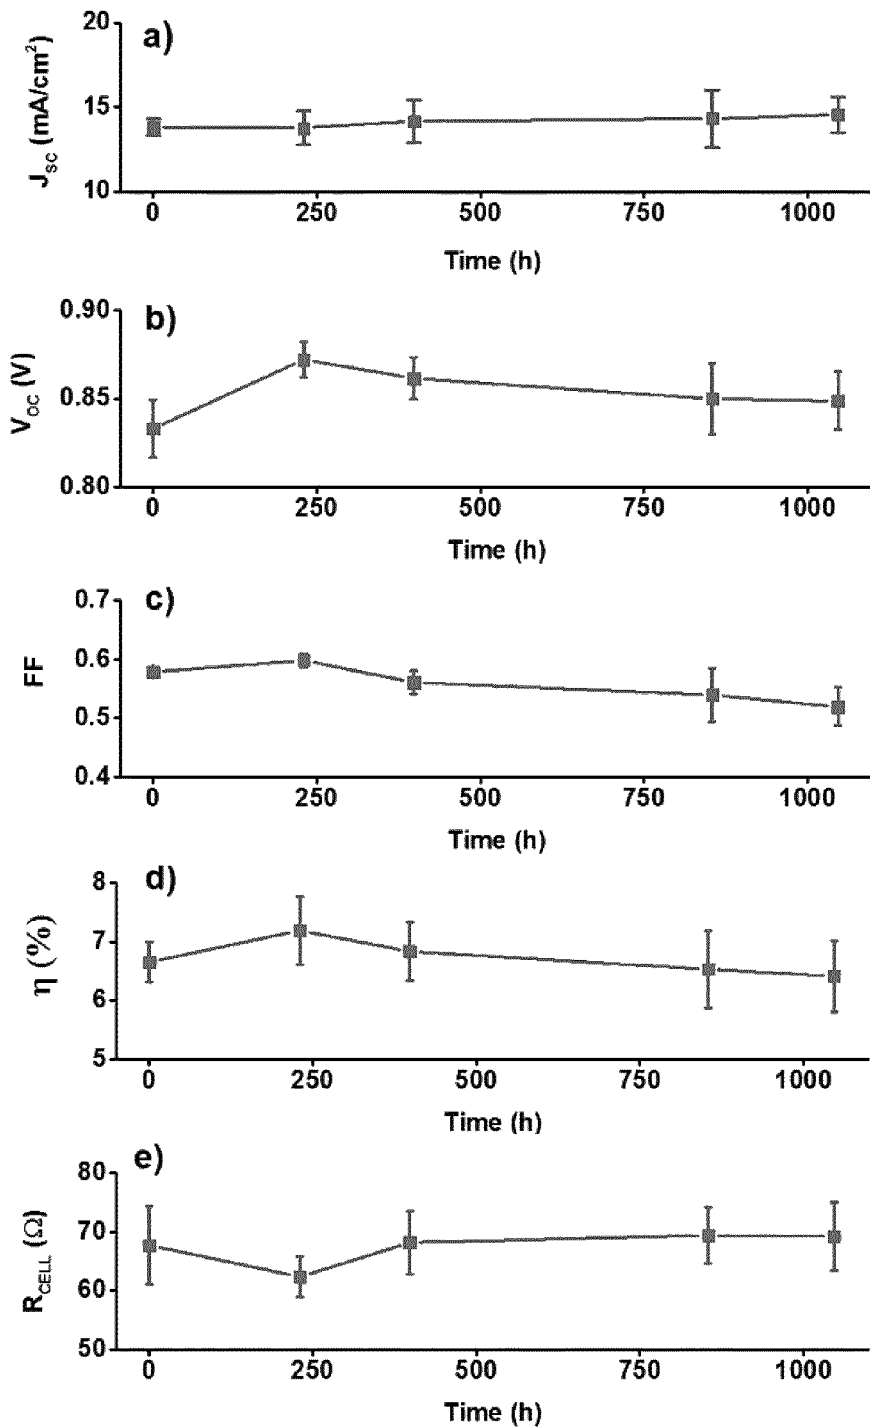 a)
J_SC (mA/cm²)
20
15
10
0 250 500 750 1000
Time (h)
b)
V_OC (V)
0.90
0.85
0.80
0 250 500 750 1000
Time (h)
c)
FF
0.7
0.6
0.5
0.4
0 250 500 750 1000
Time (h)
d)
η (%)
8
7
6
5
0 250 500 750 1000
Time (h)
e)
R_CELL (Ω)
80
70
60
50
0 250 500 750 1000
Time (h)